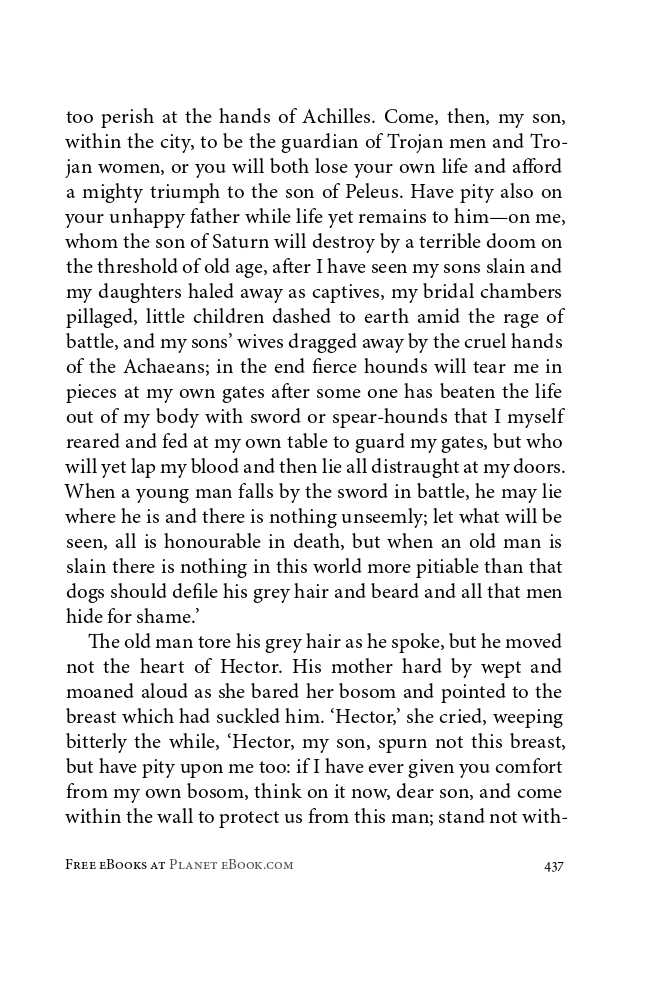 too perish at the hands of Achilles. Come, then, my son,
within the city, to be the guardian of Trojan men and Tro-
jan women, or you will both lose your own life and afford
a mighty triumph to the son of Peleus. Have pity also on
your unhappy father while life yet remains to him—on me,
whom the son of Saturn will destroy by a terrible doom on
the threshold of old age, after I have seen my sons slain and
my daughters haled away as captives, my bridal chambers
pillaged, little children dashed to earth amid the rage of
battle, and my sons’ wives dragged away by the cruel hands
of the Achaeans; in the end fierce hounds will tear me in
pieces at my own gates after some one has beaten the life
out of my body with sword or spear-hounds that I myself
reared and fed at my own table to guard my gates, but who
will yet lap my blood and then lie all distraught at my doors.
When a young man falls by the sword in battle, he may lie
where he is and there is nothing unseemly; let what will be
seen, all is honourable in death, but when an old man is
slain there is nothing in this world more pitiable than that
dogs should defile his grey hair and beard and all that men
hide for shame.’
The old man tore his grey hair as he spoke, but he moved
not the heart of Hector. His mother hard by wept and
moaned aloud as she bared her bosom and pointed to the
breast which had suckled him. ‘Hector,’ she cried, weeping
bitterly the while, ‘Hector, my son, spurn not this breast,
but have pity upon me too: if I have ever given you comfort
from my own bosom, think on it now, dear son, and come
within the wall to protect us from this man; stand not with-
Free eBooks at Planet eBook.com 437